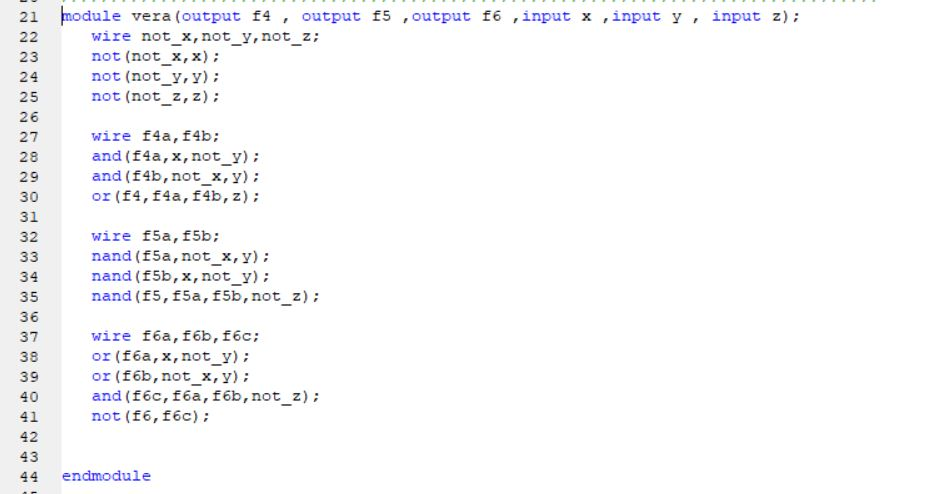 21 module vera(output f4 , output f5 ,output f6 ,input x ,input y , input z);
22 wire not_x,not_y,not_z;
23 not(not_x,x);
24 not(not_y,y);
25 not(not_z,z);
26
27 wire f4a,f4b;
28 and(f4a,x,not_y);
29 and(f4b,not_x,y);
30 or(f4,f4a,f4b,z);
31
32 wire f5a,f5b;
33 nand(f5a,not_x,y);
34 nand(f5b,x,not_y);
35 nand(f5,f5a,f5b,not_z);
36
37 wire f6a,f6b,f6c;
38 or(f6a,x,not_y);
39 or(f6b,not_x,y);
40 and(f6c,f6a,f6b,not_z);
41 not(f6,f6c);
42
43
44 endmodule